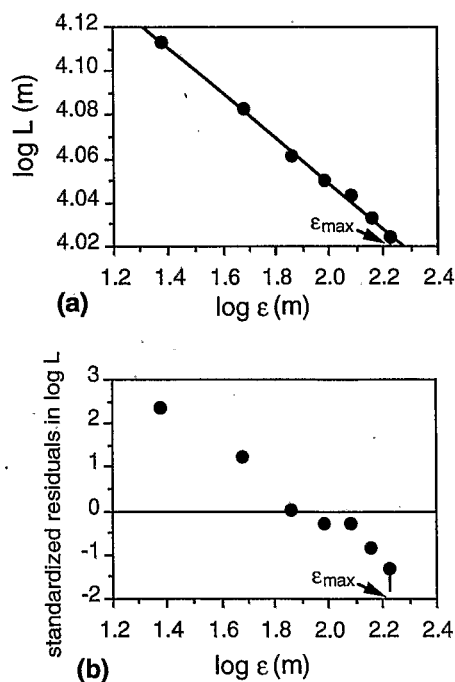 4.12
4.10
4.08
4.06
4.04
4.02
log L (m)
εmax
1.2 1.4 1.6 1.8 2.0 2.2 2.4
(a) log ε (m)
3
2
1
0
-1
-2
standardized residuals in log L
εmax
1.2 1.4 1.6 1.8 2.0 2.2 2.4
(b) log ε (m)